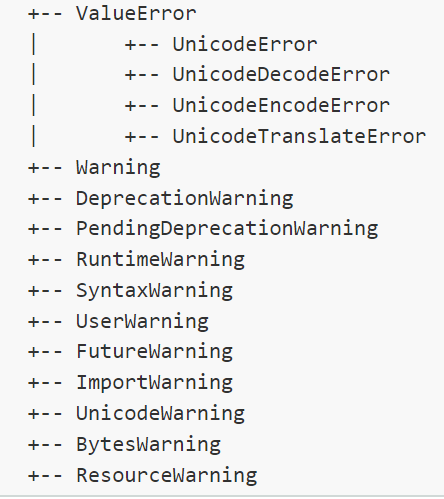 +-- ValueError
|       +-- UnicodeError
|       +-- UnicodeDecodeError
|       +-- UnicodeEncodeError
|       +-- UnicodeTranslateError
+-- Warning
+-- DeprecationWarning
+-- PendingDeprecationWarning
+-- RuntimeWarning
+-- SyntaxWarning
+-- UserWarning
+-- FutureWarning
+-- ImportWarning
+-- UnicodeWarning
+-- BytesWarning
+-- ResourceWarning